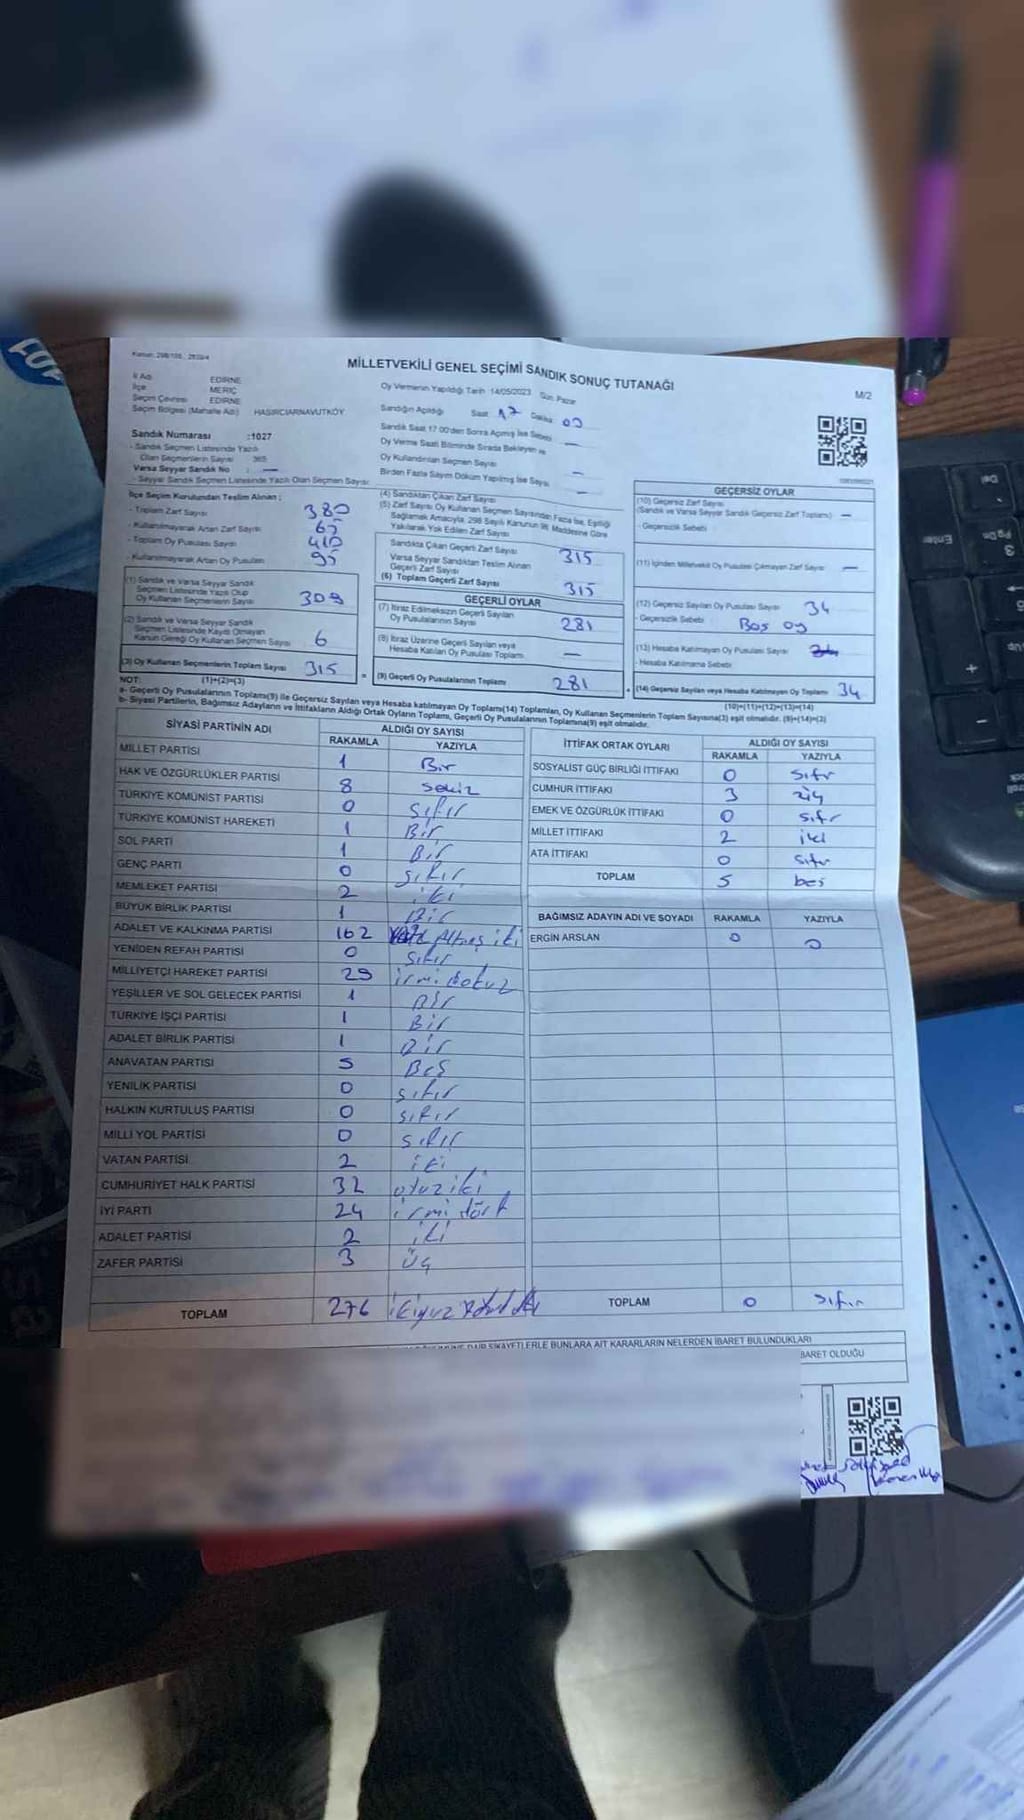 Kanun: 298/105, 2839/4
MİLLETVEKİLİ GENEL SEÇİMİ SANDIK SONUÇ TUTANAĞI
M/2
İl Adı EDİRNE
İlçe MERİÇ
Seçim Çevresi EDİRNE
Seçim Bölgesi (Mahalle Adı) HASIRCIARNAVUTKÖY
Sandık Numarası :1027
- Sandık Seçmen Listesinde Yazılı
Olan Seçmenlerin Sayısı 365
Varsa Seyyar Sandık No : —
- Seyyar Sandık Seçmen Listesinde Yazılı Olan Seçmen Sayısı
Oy Vermenin Yapıldığı Tarih 14/05/2023 Gün Pazar
Sandığın Açıldığı Saat 17 Dakika
Sandık Saat 17:00'den Sonra Açılmış İse Sebebi —
Oy Verme Saati Bitiminde Sırada Bekleyen ve
Oy Kullandırılan Seçmen Sayısı —
Birden Fazla Sayım Döküm Yapılmış İse Sayısı —
İlçe Seçim Kurulundan Teslim Alınan ;
- Toplam Zarf Sayısı 380
- Kullanılmayarak Artan Zarf Sayısı 65
- Toplam Oy Pusulası Sayısı 410
- Kullanılmayarak Artan Oy Pusulası 95
(1) Sandık ve Varsa Seyyar Sandık
Seçmen Listesinde Yazılı Olup
Oy Kullanan Seçmenlerin Sayısı 309
(2) Sandık ve Varsa Seyyar Sandık
Seçmen Listesinde Kaydı Olmayan
Kanun Gereği Oy Kullanan Seçmen Sayısı 6
(3) Oy Kullanan Seçmenlerin Toplam Sayısı 315
(4) Sandıktan Çıkan Zarf Sayısı
(5) Zarf Sayısı Oy Kullanan Seçmen Sayısından Fazla İse, Eşitliği
Sağlamak Amacıyla, 298 Sayılı Kanunun 98. Maddesine Göre
Yakılarak Yok Edilen Zarf Sayısı
Sandıkta Çıkan Geçerli Zarf Sayısı 315
Varsa Seyyar Sandıktan Teslim Alınan
Geçerli Zarf Sayısı
(6) Toplam Geçerli Zarf Sayısı 315
GEÇERLİ OYLAR
(7) İtiraz Edilmeksizin Geçerli Sayılan
Oy Pusulalarının Sayısı 281
(8) İtiraz Üzerine Geçerli Sayılan veya
Hesaba Katılan Oy Pusulası Toplamı —
= (9) Geçerli Oy Pusulalarının Toplamı 281
GEÇERSİZ OYLAR
(10) Geçersiz Zarf Sayısı
(Sandık ve Varsa Seyyar Sandık Geçersiz Zarf Toplamı) —
- Geçersizlik Sebebi
(11) İçinden Milletvekili Oy Pusulası Çıkmayan Zarf Sayısı —
(12) Geçersiz Sayılan Oy Pusulası Sayısı 34
- Geçersizlik Sebebi Boş oy
(13) Hesaba Katılmayan Oy Pusulası Sayısı
- Hesaba Katılmama Sebebi
+ (14) Geçersiz Sayılan veya Hesaba Katılmayan Oy Toplamı 34
NOT: (1)+(2)=(3)
(10)+(11)+(12)+(13)=(14)
a- Geçerli Oy Pusulalarının Toplamı(9) ile Geçersiz Sayılan veya Hesaba Katılmayan Oy Toplamı(14) Toplamları, Oy Kullanan Seçmenlerin Toplam Sayısına(3) eşit olmalıdır. (9)+(14)=(3)
b- Siyasi Partilerin, Bağımsız Adayların ve İttifakların Aldığı Ortak Oyların Toplamı, Geçerli Oy Pusulalarının Toplamına(9) eşit olmalıdır.
SİYASİ PARTİNİN ADI ALDIĞI OY SAYISI
RAKAMLA YAZIYLA
MİLLET PARTİSİ 1 Bir
HAK VE ÖZGÜRLÜKLER PARTİSİ 8 sekiz
TÜRKİYE KOMÜNİST PARTİSİ 0 sıfır
TÜRKİYE KOMÜNİST HAREKETİ 1 Bir
SOL PARTİ 1 Bir
GENÇ PARTİ 0 sıfır
MEMLEKET PARTİSİ 2 iki
BÜYÜK BİRLİK PARTİSİ 1 Bir
ADALET VE KALKINMA PARTİSİ 162 Altmış iki
YENİDEN REFAH PARTİSİ 0 sıfır
MİLLİYETÇİ HAREKET PARTİSİ 29 irmi dokuz
YEŞİLLER VE SOL GELECEK PARTİSİ 1 Bir
TÜRKİYE İŞÇİ PARTİSİ 1 Bir
ADALET BİRLİK PARTİSİ 1 Bir
ANAVATAN PARTİSİ 5 Beş
YENİLİK PARTİSİ 0 sıfır
HALKIN KURTULUŞ PARTİSİ 0 sıfır
MİLLİ YOL PARTİSİ 0 sıfır
VATAN PARTİSİ 2 iki
CUMHURİYET HALK PARTİSİ 32 otuz iki
İYİ PARTİ 24 irmi dört
ADALET PARTİSİ 2 iki
ZAFER PARTİSİ 3 üç
TOPLAM 276 ikiyüz
İTTİFAK ORTAK OYLARI ALDIĞI OY SAYISI
RAKAMLA YAZIYLA
SOSYALİST GÜÇ BİRLİĞİ İTTİFAKI 0 sıfır
CUMHUR İTTİFAKI 3 üç
EMEK VE ÖZGÜRLÜK İTTİFAKI 0 sıfır
MİLLET İTTİFAKI 2 iki
ATA İTTİFAKI 0 sıfır
TOPLAM 5 beş
BAĞIMSIZ ADAYIN ADI VE SOYADI RAKAMLA YAZIYLA
ERGİN ARSLAN 0 0
TOPLAM 0 sıfır
ŞİKAYETLERLE BUNLARA AİT KARARLARIN NELERDEN İBARET BULUNDUKLARI
BARET OLDUĞU
Enter
Del
3
Pg Dn
+
−